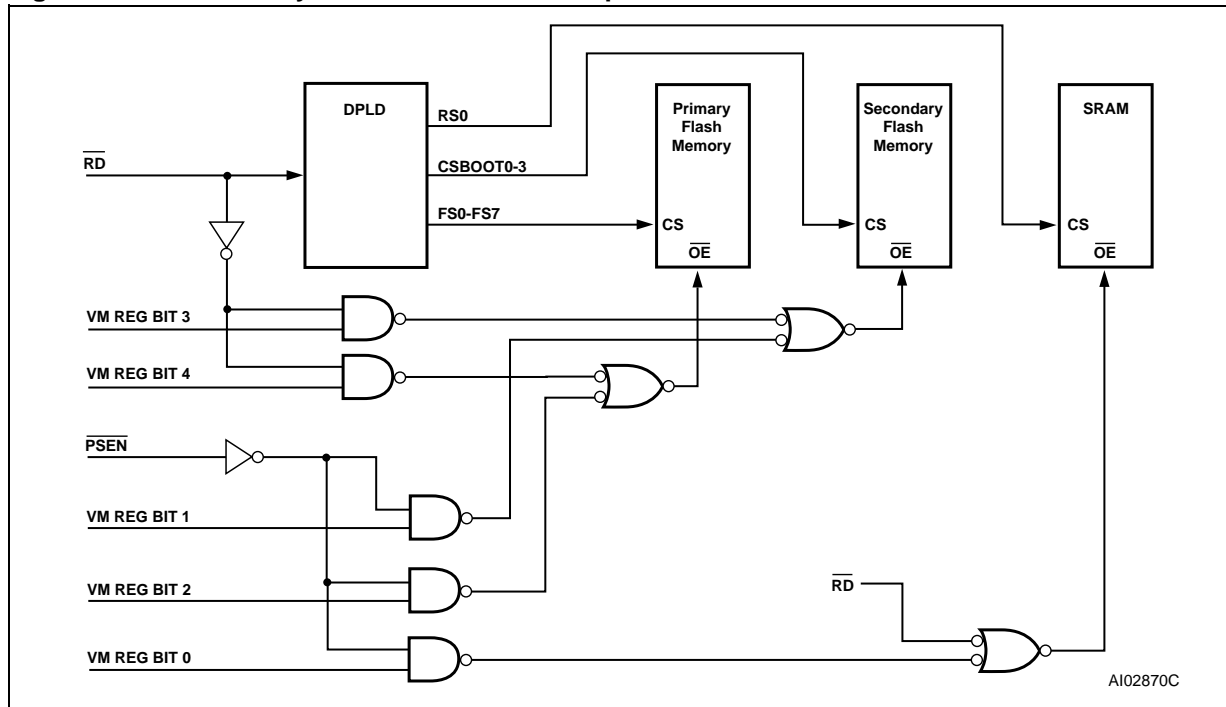 DPLD
RS0
CSBOOT0-3
FS0-FS7
Primary
Flash
Memory
CS
OE
Secondary
Flash
Memory
CS
OE
SRAM
CS
OE
RD
VM REG BIT 3
VM REG BIT 4
PSEN
VM REG BIT 1
VM REG BIT 2
VM REG BIT 0
RD
AI02870C